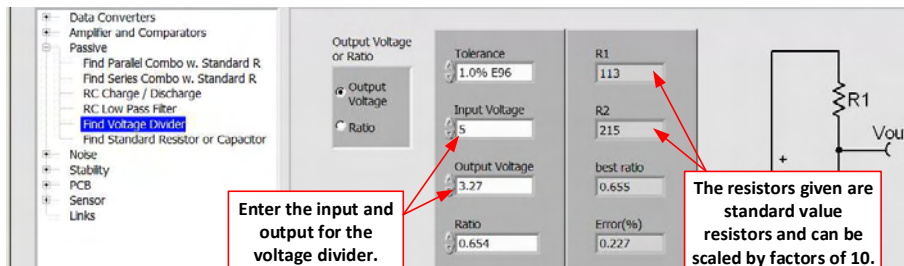 Data Converters
Amplifier and Comparators
Passive
Find Paralel Combo w. Standard R
Find Series Combo w. Standard R
RC Charge / Discharge
RC Low Pass Filter
Find Voltage Divider
Find Standard Resistor or Capacitor
Noise
Stability
PCB
Sensor
Links
Output Voltage
or Ratio
Output
Voltage
Ratio
Tolerance
1.0% E96
Input Voltage
5
Output Voltage
3.27
Ratio
0.654
R1
113
R2
215
best ratio
0.655
Error(%)
0.227
R1
Vou
+
Enter the input and
output for the
voltage divider.
The resistors given are
standard value
resistors and can be
scaled by factors of 10.